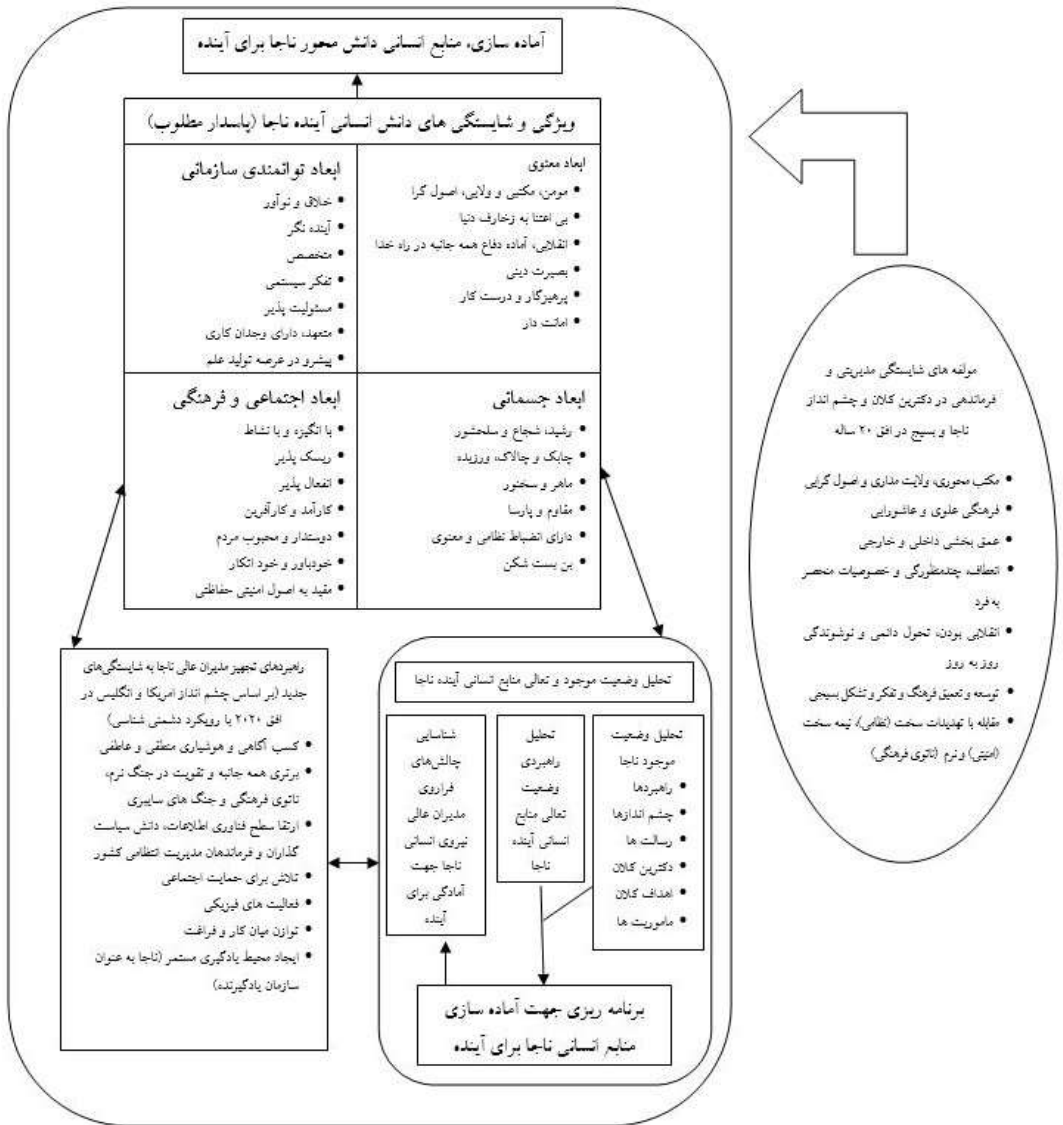 آماده سازی، منابع انسانی دانش محور ناجا برای آینده
ویژگی و شایستگی های دانش انسانی آینده ناجا (پاسدار مطلوب)
ابعاد معنوی
• مومن، مکتبی و ولایی، اصول گرا
• بی اعتنا به زخارف دنیا
• انقلابی، آماده دفاع همه جانبه در راه خدا
• بصیرت دینی
• پرهیزگار و درست کار
• امانت دار
ابعاد توانمندی سازمانی
• خلاق و نوآور
• آینده نگر
• متخصص
• تفکر سیستمی
• مسئولیت پذیر
• متعهد، دارای وجدان کاری
• پیشرو در عرصه تولید علم
ابعاد جسمانی
• رشید، شجاع و سلحشور
• چابک و چالاک، ورزیده
• ماهر و سخنور
• مقاوم و پارسا
• دارای انضباط نظامی و معنوی
• بن بست شکن
ابعاد اجتماعی و فرهنگی
• با انگیزه و با نشاط
• ریسک پذیر
• انفعال پذیر
• کارآمد و کارآفرین
• دوستدار و محبوب مردم
• خودباور و خود اتکار
• مقید به اصول امنیتی حفاظتی
مولفه های شایستگی مدیریتی و
فرماندهی در دکترین کلان و چشم انداز
ناجا و بسیج در افق ۲۰ ساله
• مکتب محوری، ولایت مداری و اصول گرایی
• فرهنگی علوی و عاشورایی
• عمق بخشی داخلی و خارجی
• انعطاف، چندمنظورگی و خصوصیات منحصر
به فرد
• انقلابی بودن، تحول دائمی و نوشوندگی
روز به روز
• توسعه و تعمیق فرهنگ و تفکر و تشکل بسیجی
• مقابله با تهدیدات سخت (نظامی)، نیمه سخت
(امنیتی) و نرم (ناتوی فرهنگی)
تحلیل وضعیت موجود و تعالی منابع انسانی آینده ناجا
تحلیل وضعیت
موجود ناجا
• راهبردها
• چشم اندازها
• رسالت ها
• دکترین کلان
• اهداف کلان
• ماموریت ها
تحلیل
راهبردی
وضعیت
تعالی منابع
انسانی آینده
ناجا
شناسایی
چالش‌های
فراروی
مدیران عالی
نیروی انسانی
ناجا جهت
آمادگی برای
آینده
برنامه ریزی جهت آماده سازی
منابع انسانی ناجا برای آینده
راهبردهای تجهیز مدیران عالی ناجا به شایستگی‌های
جدید (بر اساس چشم انداز امریکا و انگلیس در
افق ۲۰۲۰ با رویکرد دشمنی شناسی)
• کسب آگاهی و هوشیاری منطقی و عاطفی
• برتری همه جانبه و تقویت در جنگ نرم،
ناتوی فرهنگی و جنگ های سایبری
• ارتقا سطح فناوری اطلاعات، دانش سیاست
گذاران و فرماندهان مدیریت انتظامی کشور
• تلاش برای حمایت اجتماعی
• فعالیت های فیزیکی
• توازن میان کار و فراغت
• ایجاد محیط یادگیری مستمر (ناجا به عنوان
سازمان یادگیرنده)